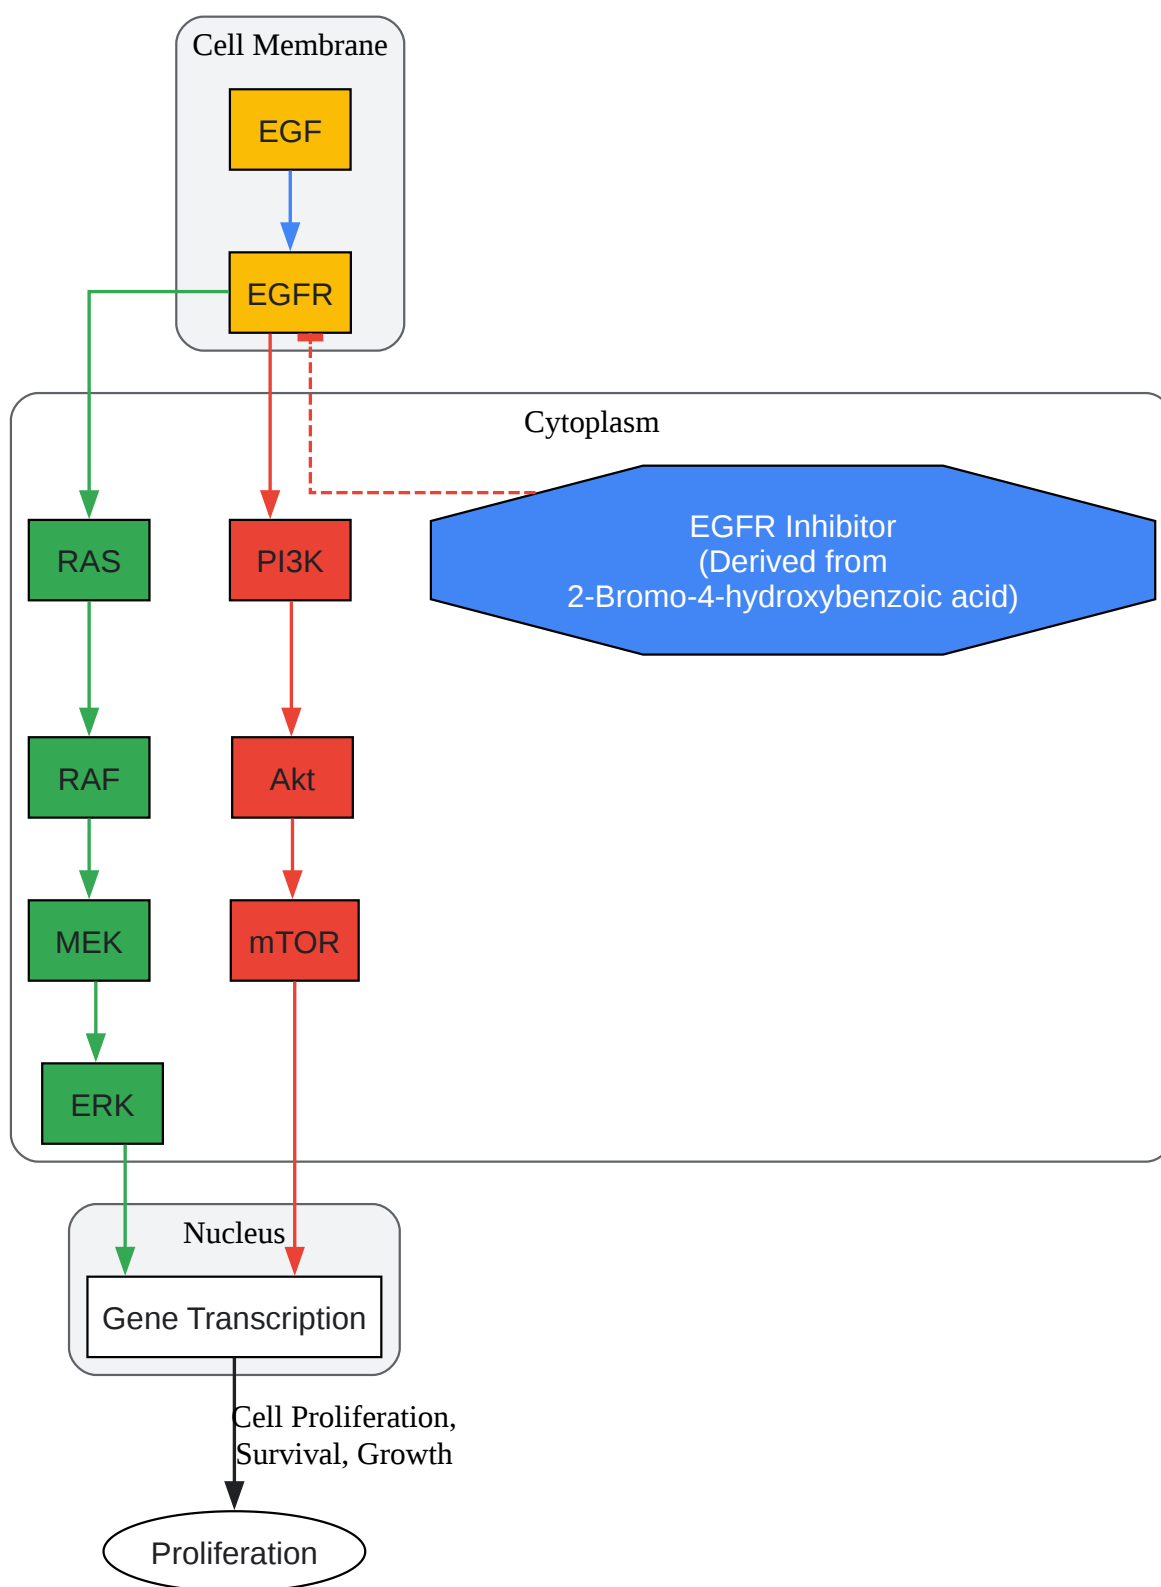 Cell Membrane
EGF
EGFR
Cytoplasm
EGFR Inhibitor
(Derived from
2-Bromo-4-hydroxybenzoic acid)
RAS
PI3K
RAF
Akt
MEK
mTOR
ERK
Nucleus
Gene Transcription
Cell Proliferation,
Survival, Growth
Proliferation